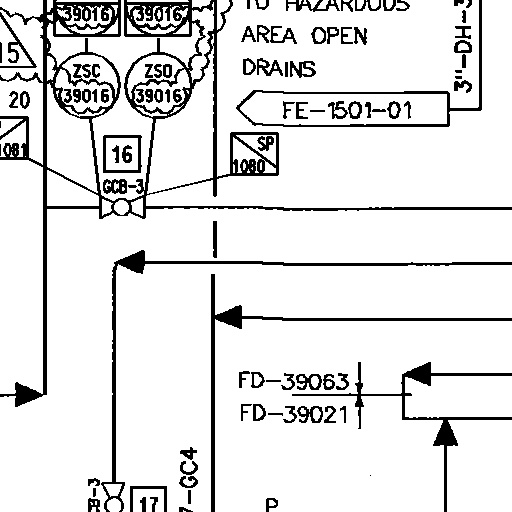 39016
39016
TO HAZARDOUS
AREA OPEN
DRAINS
15
ZSC
39016
ZSO
39016
20
FE-1501-01
3"-DH-3
1081
16
SP
1080
GCB-3
FD-39063
FD-39021
-GC4
B-3
17
P